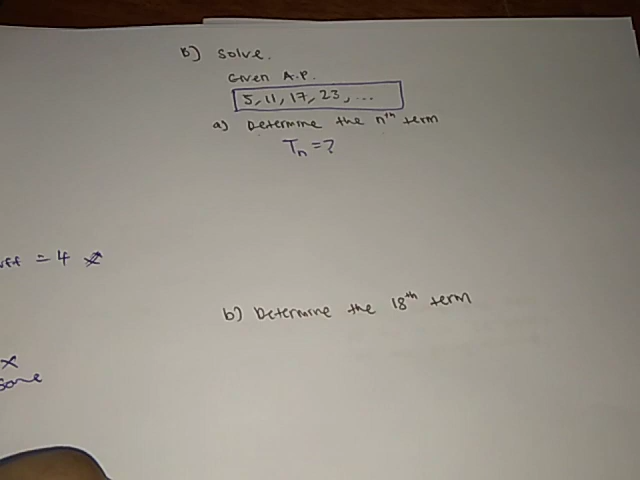 B) Solve.
Given A.P.
5, 11, 17, 23, ...
a) Determine the nth term
Tn = ?
= 4
b) Determine the 18th term
x